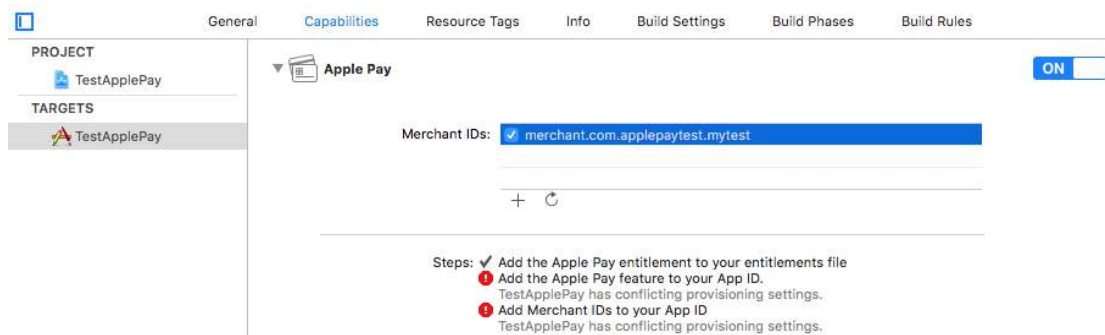 General Capabilities Resource Tags Info Build Settings Build Phases Build Rules
PROJECT
TestApplePay
TARGETS
TestApplePay
Apple Pay
ON
Merchant IDs: merchant.com.applepaytest.mytest
Steps: Add the Apple Pay entitlement to your entitlements file
Add the Apple Pay feature to your App ID.
TestApplePay has conflicting provisioning settings.
Add Merchant IDs to your App ID
TestApplePay has conflicting provisioning settings.